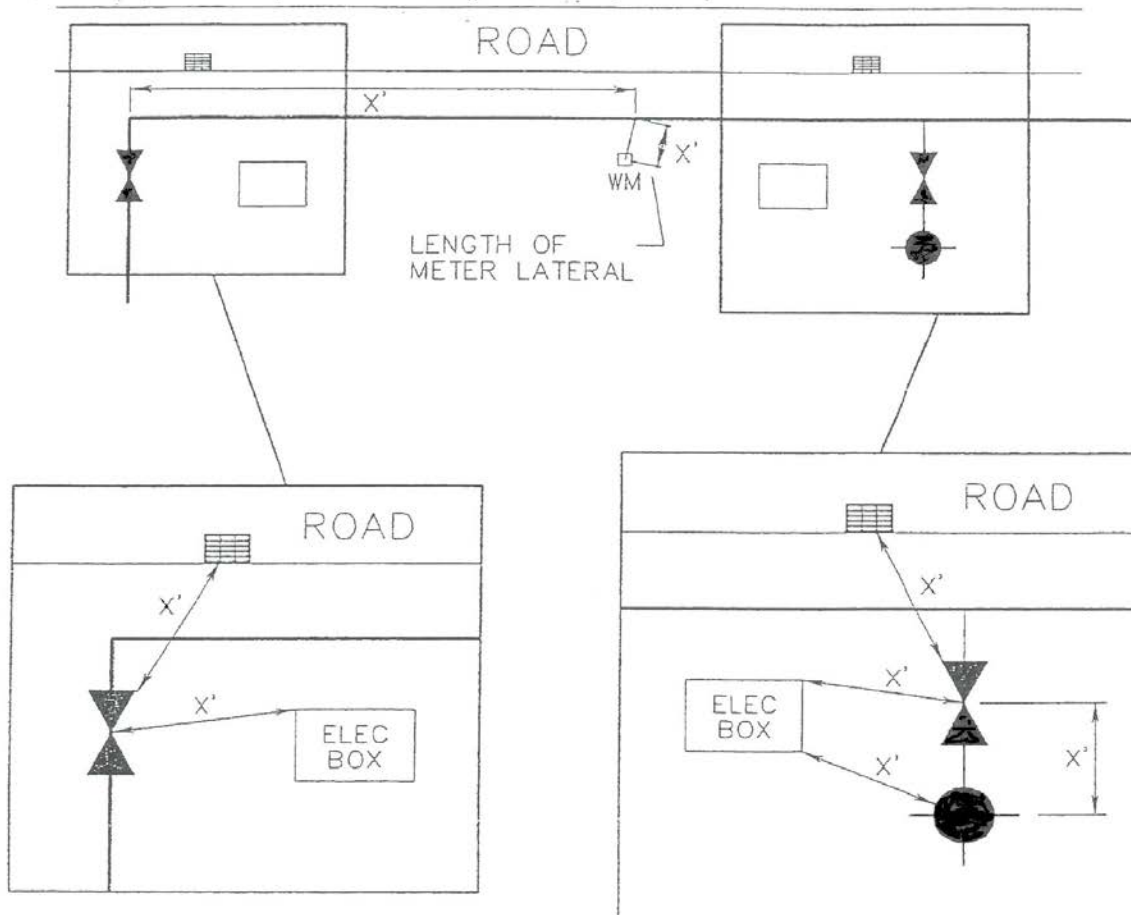 ROAD
X'
X'
WM
LENGTH OF
METER LATERAL
ROAD
X'
X'
ELEC
BOX
ROAD
X'
X'
ELEC
BOX
X'
X'